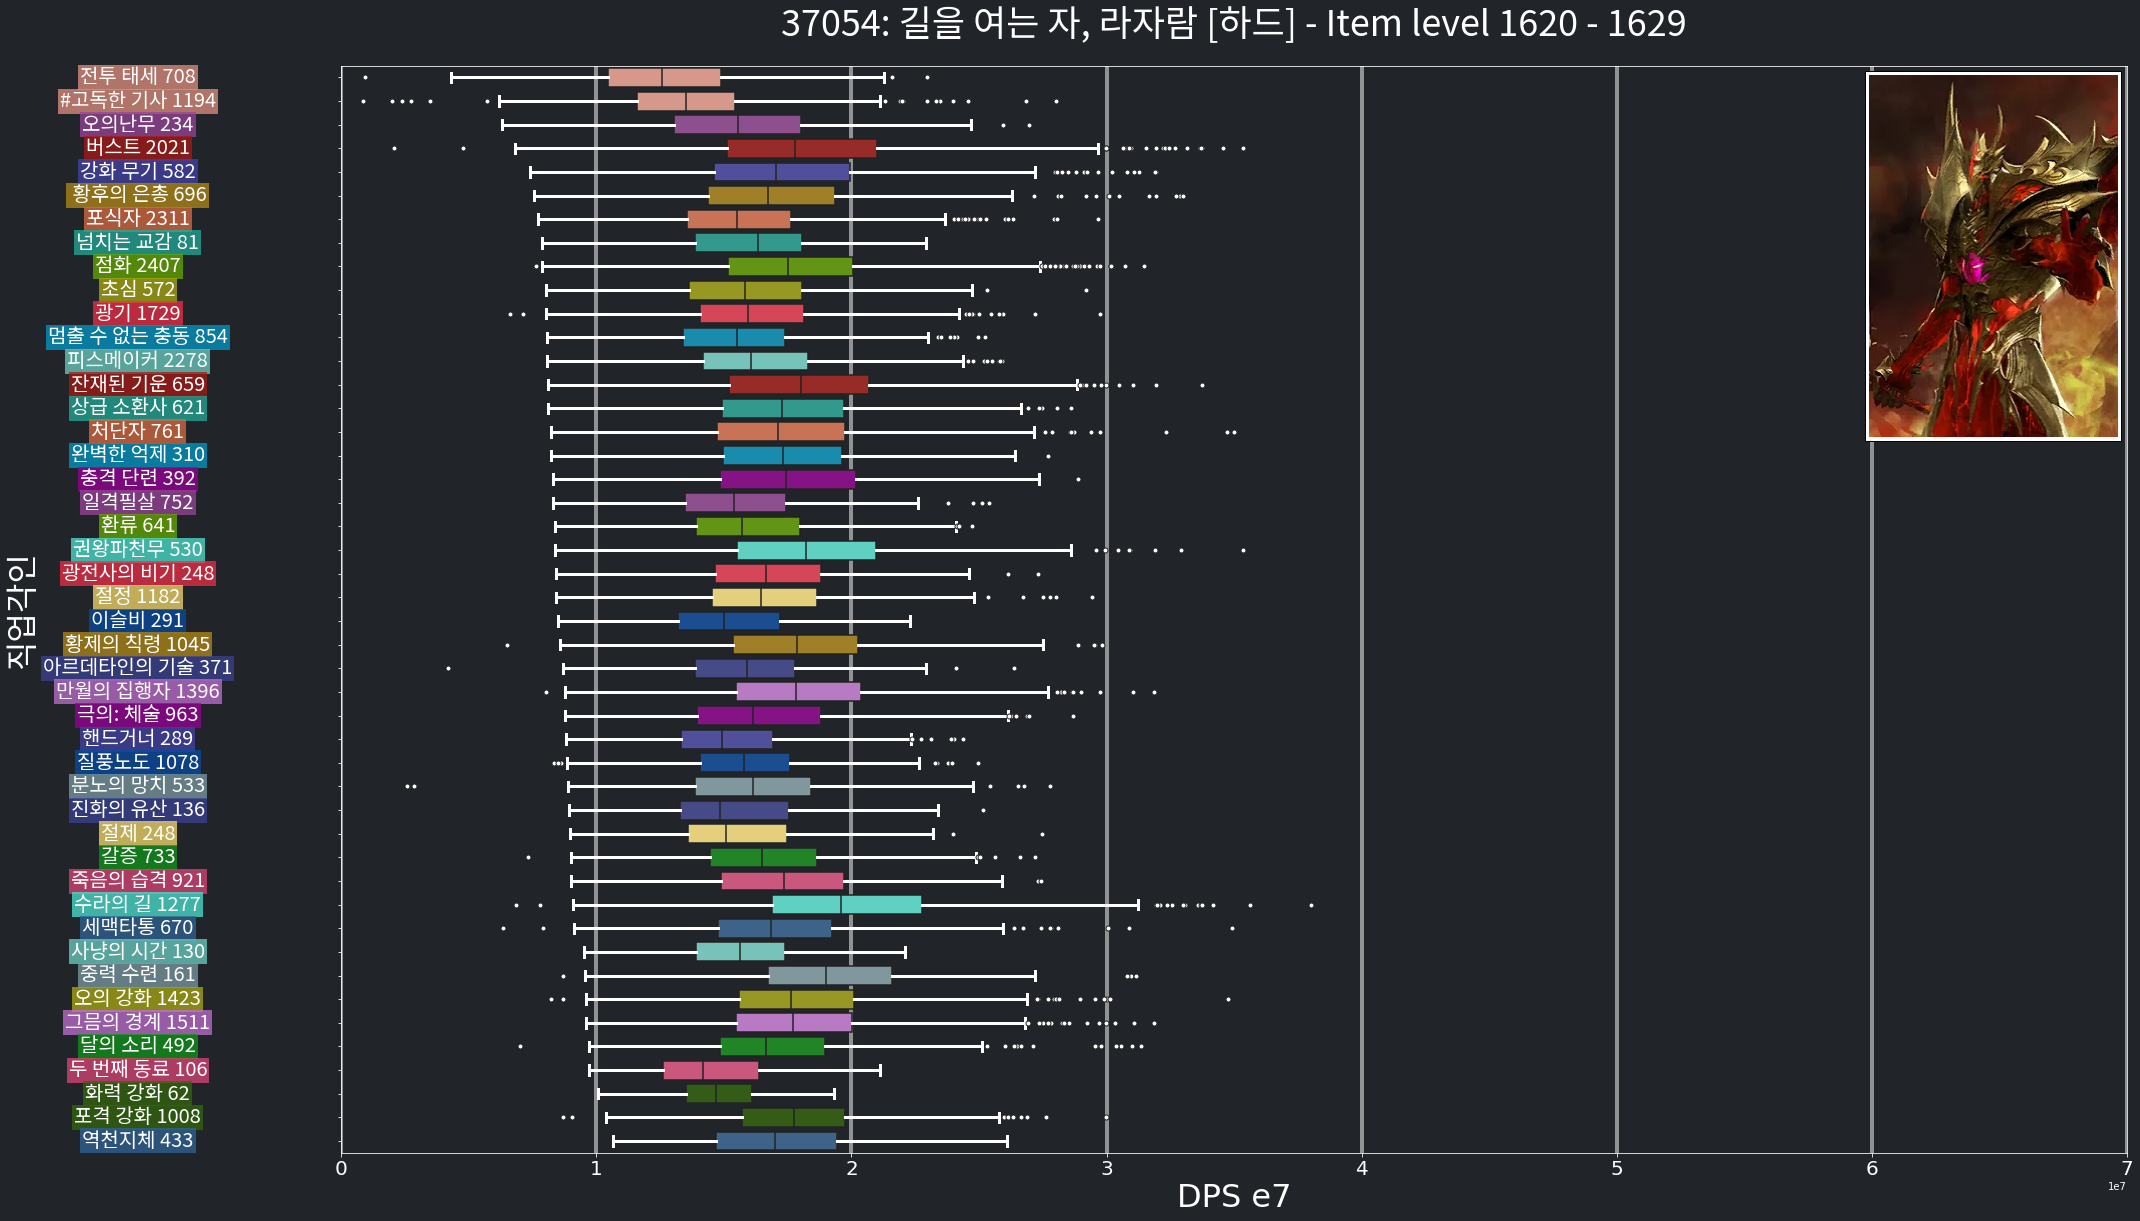 37054: 길을 여는 자, 라자람 [하드] - Item level 1620 - 1629
직업각인
전투 태세 708
#고독한 기사 1194
오의난무 234
버스트 2021
강화 무기 582
황후의 은총 696
포식자 2311
넘치는 교감 81
점화 2407
초심 572
광기 1729
멈출 수 없는 충동 854
피스메이커 2278
잔재된 기운 659
상급 소환사 621
처단자 761
완벽한 억제 310
충격 단련 392
일격필살 752
환류 641
권왕파천무 530
광전사의 비기 248
절정 1182
이슬비 291
황제의 칙령 1045
아르데타인의 기술 371
만월의 집행자 1396
극의: 체술 963
핸드거너 289
질풍노도 1078
분노의 망치 533
진화의 유산 136
절제 248
갈증 733
죽음의 습격 921
수라의 길 1277
세맥타통 670
사냥의 시간 130
중력 수련 161
오의 강화 1423
그믐의 경계 1511
달의 소리 492
두 번째 동료 106
화력 강화 62
포격 강화 1008
역천지체 433
0 1 2 3 4 5 6 7
DPS e7
1e7